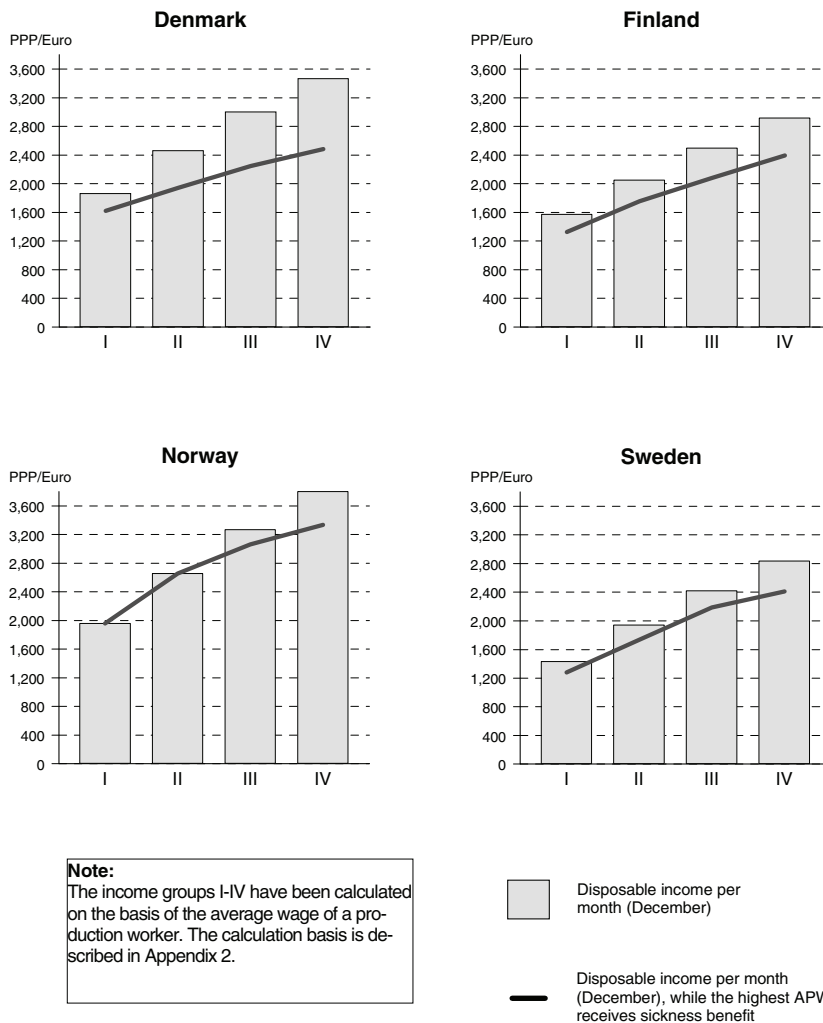 Denmark
PPP/Euro
3,600
3,200
2,800
2,400
2,000
1,600
1,200
800
400
0
I II III IV
Finland
PPP/Euro
3,600
3,200
2,800
2,400
2,000
1,600
1,200
800
400
0
I II III IV
Norway
PPP/Euro
3,600
3,200
2,800
2,400
2,000
1,600
1,200
800
400
0
I II III IV
Sweden
PPP/Euro
3,600
3,200
2,800
2,400
2,000
1,600
1,200
800
400
0
I II III IV
Note:
The income groups I-IV have been calculated
on the basis of the average wage of a pro-
duction worker. The calculation basis is de-
scribed in Appendix 2.
Disposable income per
month (December)
Disposable income per month
(December), while the highest APW
receives sickness benefit